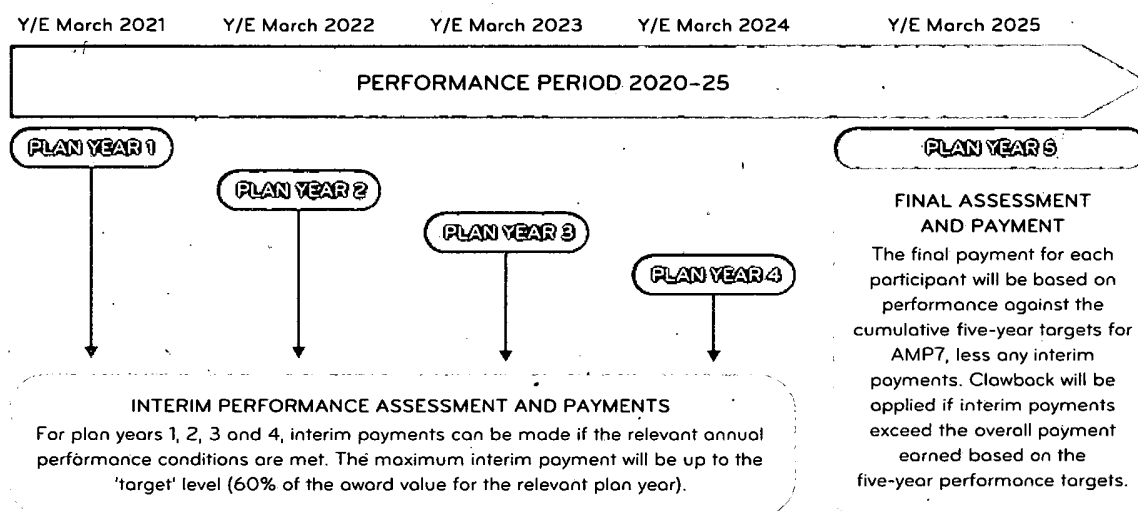 Y/E March 2021 Y/E March 2022 Y/E March 2023 Y/E March 2024 Y/E March 2025
PERFORMANCE PERIOD 2020–25
PLAN YEAR 1
PLAN YEAR 2
PLAN YEAR 3
PLAN YEAR 4
PLAN YEAR 5
INTERIM PERFORMANCE ASSESSMENT AND PAYMENTS
For plan years 1, 2, 3 and 4, interim payments can be made if the relevant annual
performance conditions are met. The maximum interim payment will be up to the
'target' level (60% of the award value for the relevant plan year).
FINAL ASSESSMENT
AND PAYMENT
The final payment for each
participant will be based on
performance against the
cumulative five-year targets for
AMP7, less any interim
payments. Clawback will be
applied if interim payments
exceed the overall payment
earned based on the
five-year performance targets.